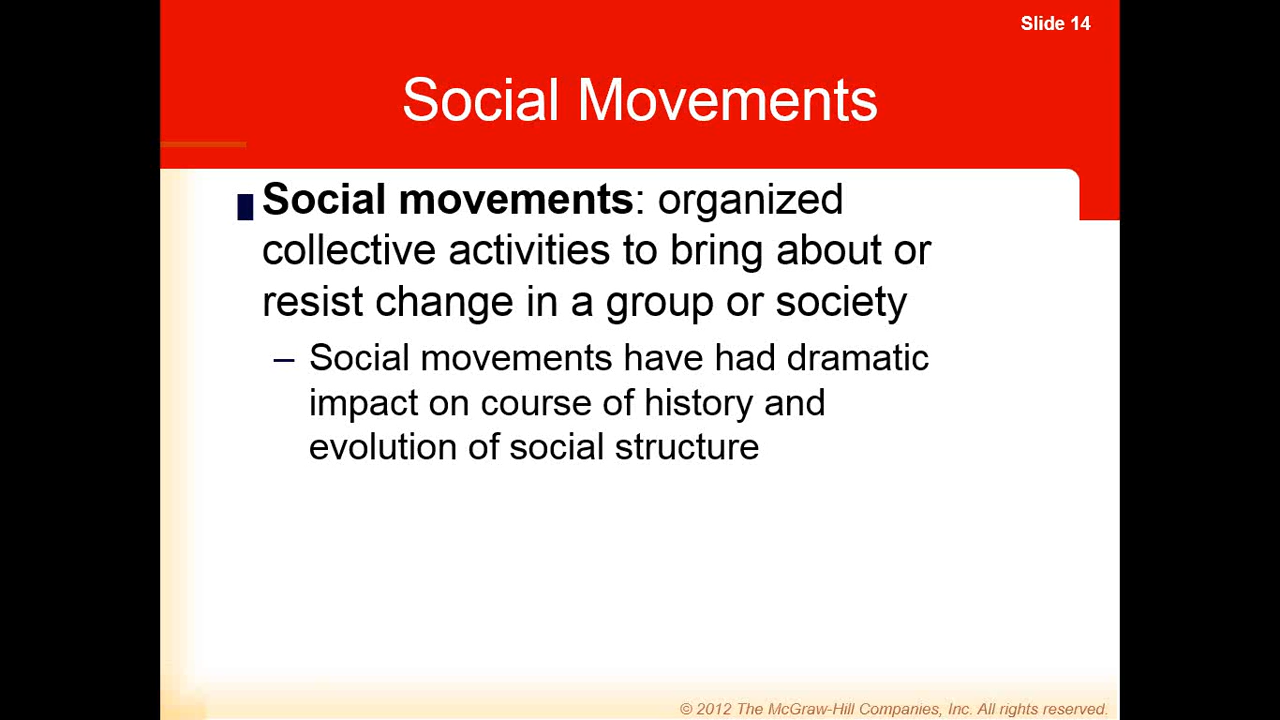 Slide 14
Social Movements
Social movements: organized
collective activities to bring about or
resist change in a group or society
– Social movements have had dramatic
impact on course of history and
evolution of social structure
© 2012 The McGraw-Hill Companies, Inc. All rights reserved.